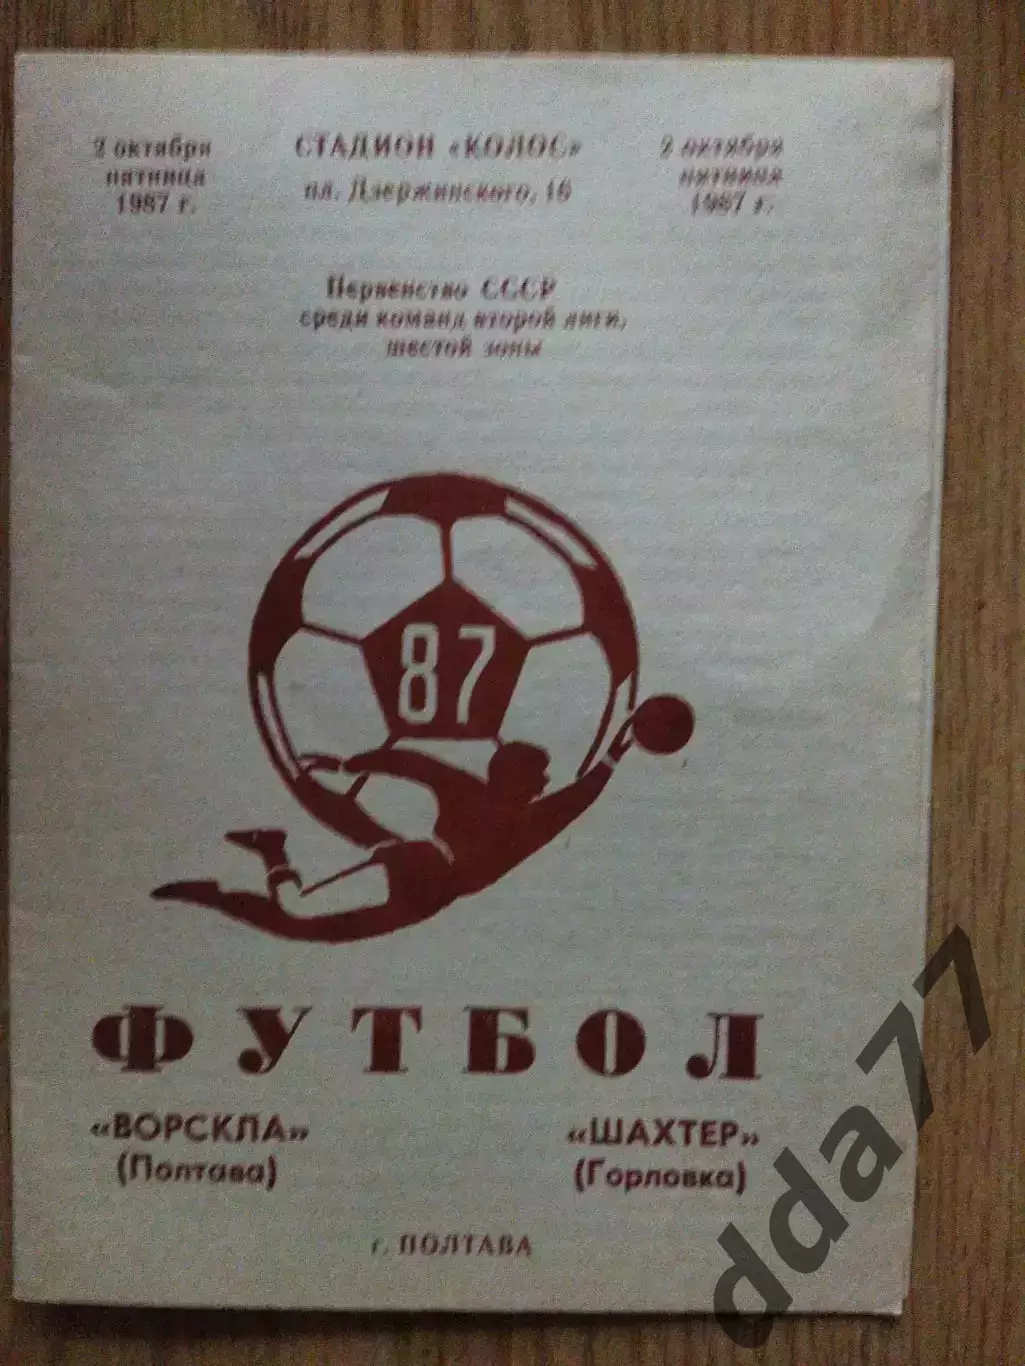 2 октября
пятница
1987 г.
СТАДИОН «КОЛОС»
пл. Дзержинского, 16
2 октября
пятница
1987 г.
Первенство СССР
среди команд второй лиги,
шестой зоны
87
ФУТБОЛ
«ВОРСКЛА»
(Полтава)
«ШАХТЕР»
(Горловка)
г. ПОЛТАВА
dda77